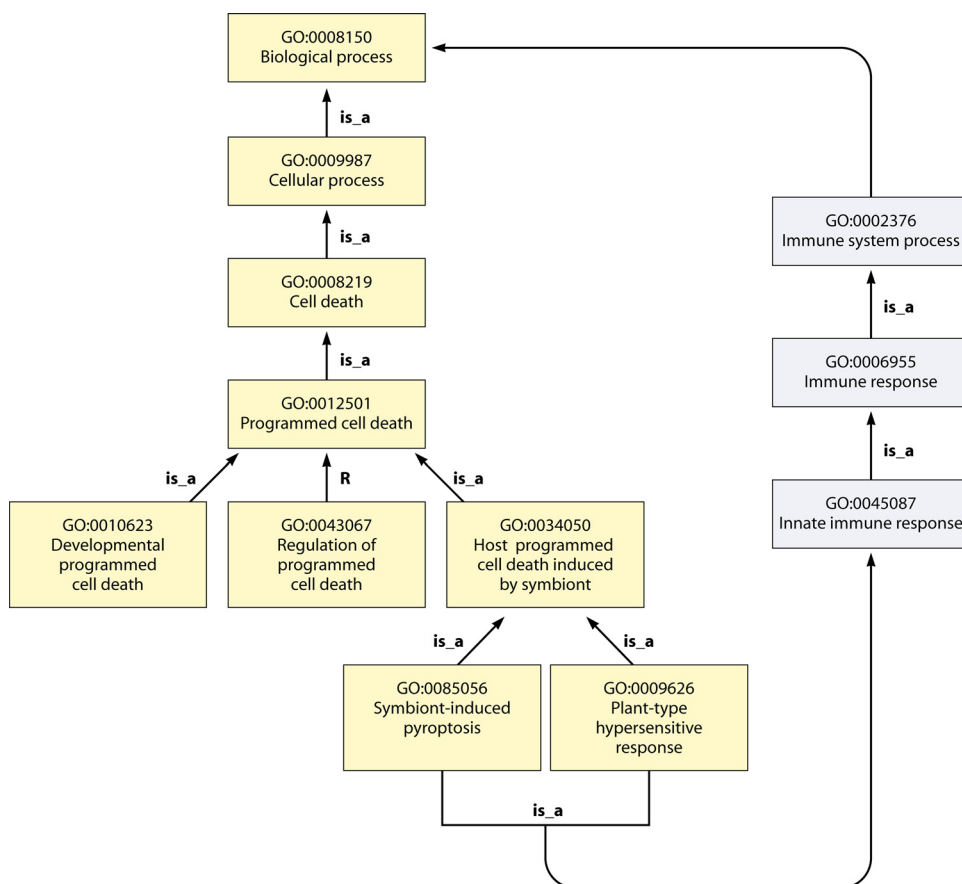 GO:0008150
Biological process
is_a
GO:0009987
Cellular process
is_a
GO:0008219
Cell death
is_a
GO:0012501
Programmed cell death
is_a
R
is_a
GO:0010623
Developmental
programmed
cell death
GO:0043067
Regulation of
programmed
cell death
GO:0034050
Host programmed
cell death induced
by symbiont
is_a
is_a
GO:0085056
Symbiont-induced
pyroptosis
GO:0009626
Plant-type
hypersensitive
response
is_a
GO:0002376
Immune system process
is_a
GO:0006955
Immune response
is_a
GO:0045087
Innate immune response